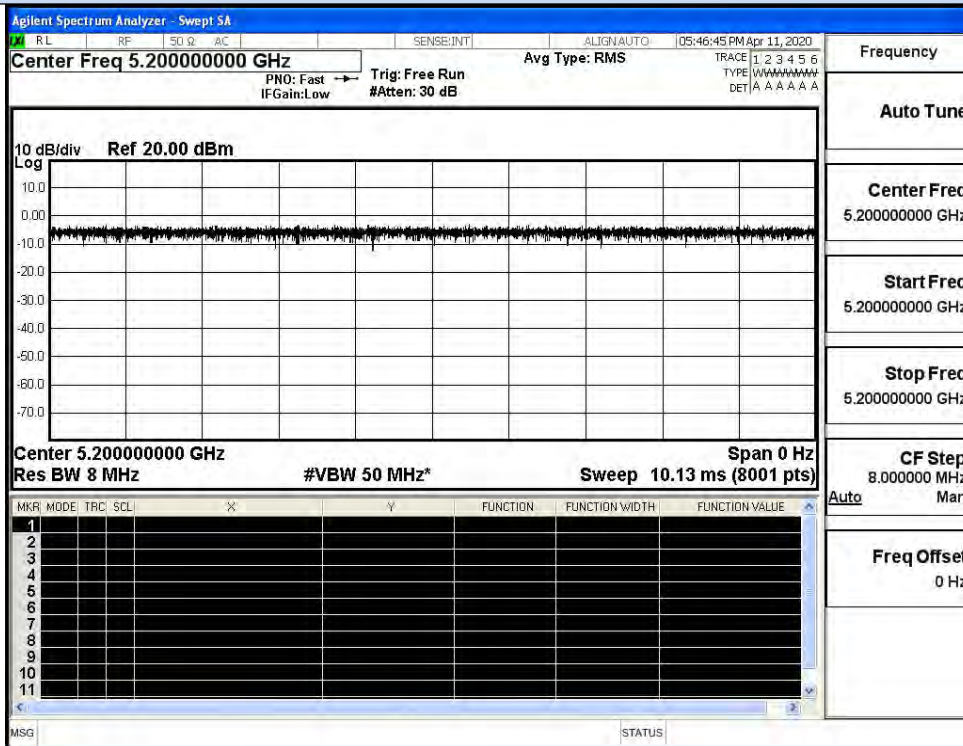 Agilent Spectrum Analyzer - Swept SA
LXI RL RF 50 Ω AC SENSE:INT ALIGNAUTO 05:46:45 PM Apr 11, 2020
Center Freq 5.200000000 GHz
Avg Type: RMS
TRACE 1 2 3 4 5 6
TYPE WWWWWW
DET A A A A A A
PNO: Fast
IFGain:Low
Trig: Free Run
#Atten: 30 dB
10 dB/div
Log
Ref 20.00 dBm
10.0
0.00
-10.0
-20.0
-30.0
-40.0
-50.0
-60.0
-70.0
Center 5.200000000 GHz Span 0 Hz
Res BW 8 MHz #VBW 50 MHz* Sweep 10.13 ms (8001 pts)
MKR MODE TRC SCL X Y FUNCTION FUNCTION WIDTH FUNCTION VALUE
1
2
3
4
5
6
7
8
9
10
11
MSG STATUS
Frequency
Auto Tune
Center Freq
5.200000000 GHz
Start Freq
5.200000000 GHz
Stop Freq
5.200000000 GHz
CF Step
8.000000 MHz
Auto Man
Freq Offset
0 Hz